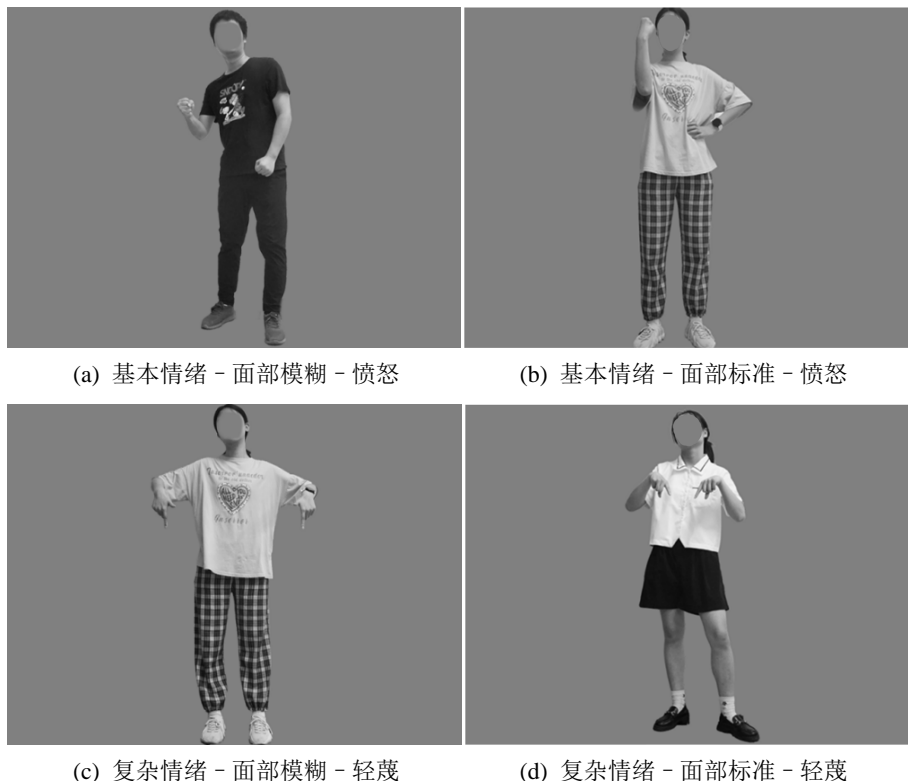 (a) 基本情绪 - 面部模糊 - 愤怒
(b) 基本情绪 - 面部标准 - 愤怒
(c) 复杂情绪 - 面部模糊 - 轻蔑
(d) 复杂情绪 - 面部标准 - 轻蔑